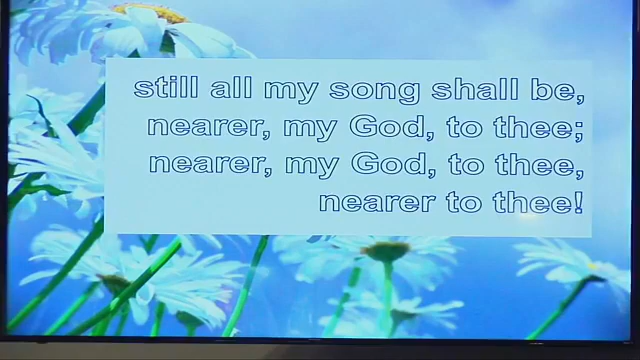 still all my song shall be,
nearer, my God, to thee;
nearer, my God, to thee,
nearer to thee!